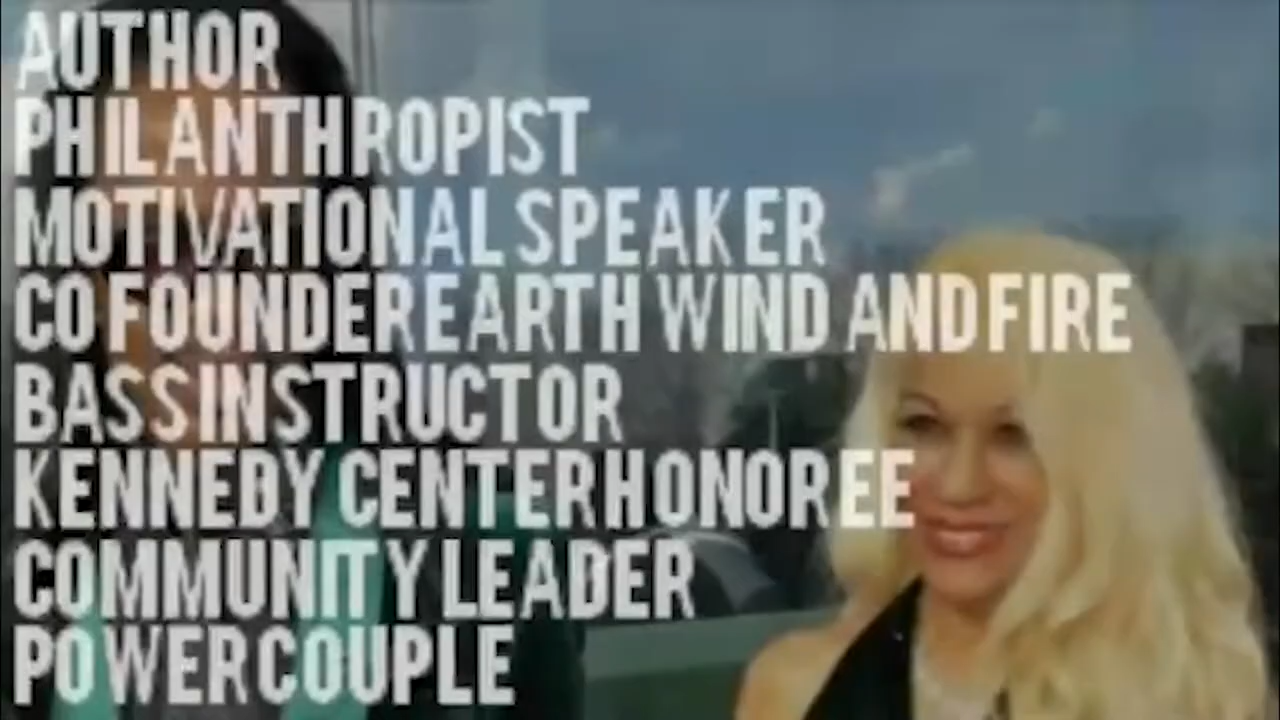 AUTHOR
PHILANTHROPIST
MOTIVATIONAL SPEAKER
CO FOUNDER EARTH WIND AND FIRE
BASS INSTRUCTOR
KENNEDY CENTER HONOREE
COMMUNITY LEADER
POWER COUPLE